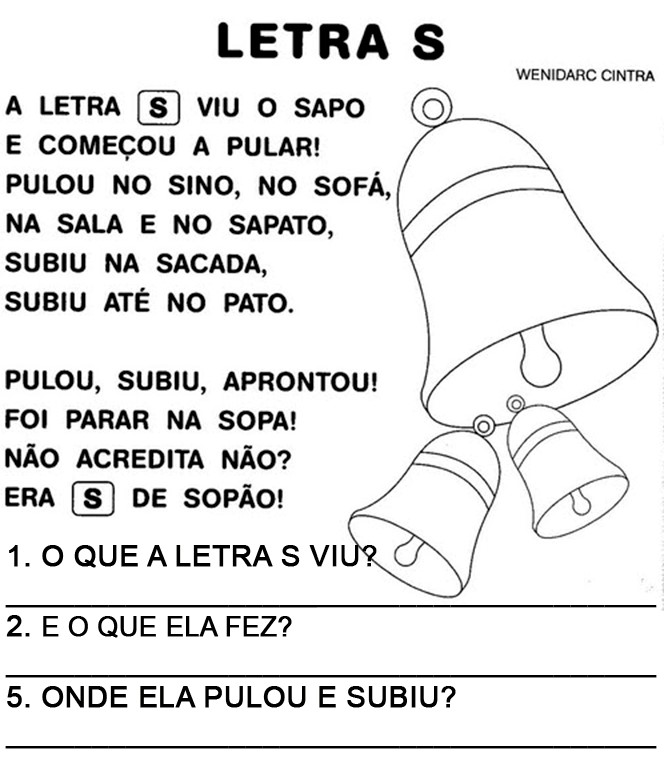 LETRA S
WENIDARC CINTRA
A LETRA S VIU O SAPO
E COMEÇOU A PULAR!
PULOU NO SINO, NO SOFÁ,
NA SALA E NO SAPATO,
SUBIU NA SACADA,
SUBIU ATÉ NO PATO.
PULOU, SUBIU, APRONTOU!
FOI PARAR NA SOPA!
NÃO ACREDITA NÃO?
ERA S DE SOPÃO!
1. O QUE A LETRA S VIU?
2. E O QUE ELA FEZ?
5. ONDE ELA PULOU E SUBIU?